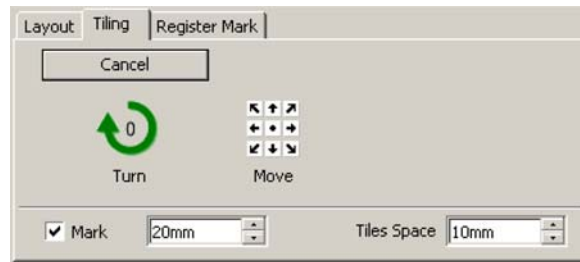 Layout Tiling Register Mark
Cancel
0
Turn Move
Mark 20mm Tiles Space 10mm